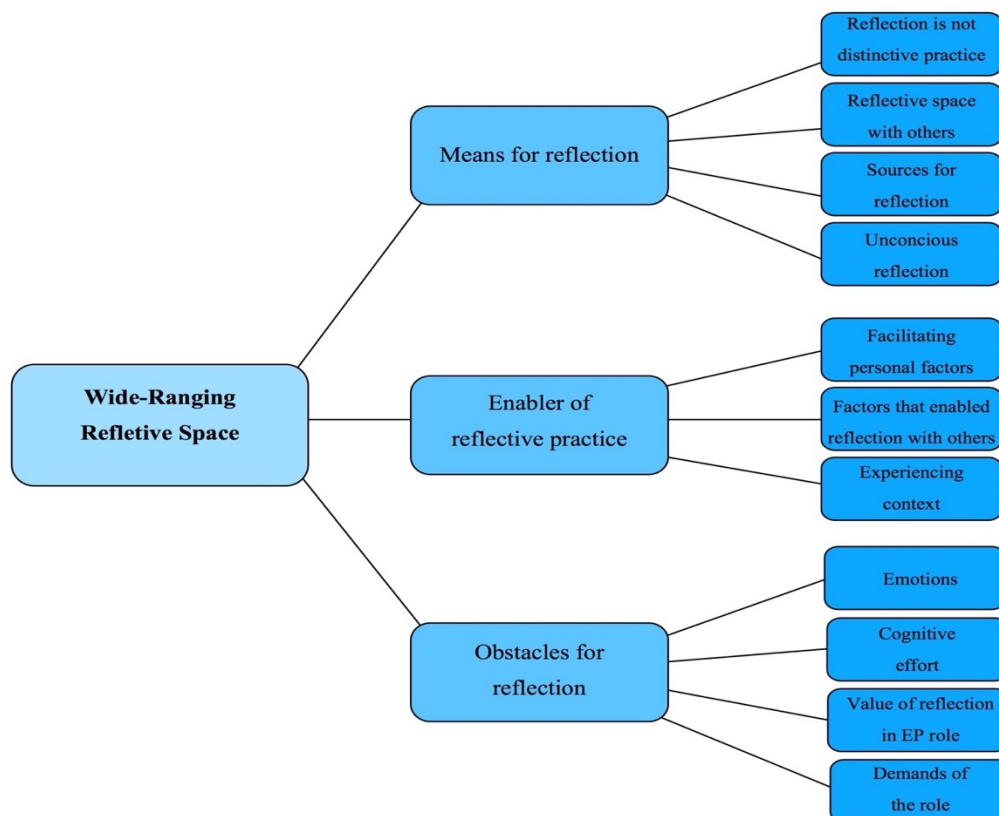 Reflection is not
distinctive practice
Reflective space
with others
Means for reflection
Sources for
reflection
Unconcious
reflection
Wide-Ranging
Refletive Space
Facilitating
personal factors
Enabler of
reflective practice
Factors that enabled
reflection with others
Experiencing
context
Obstacles for
reflection
Emotions
Cognitive
effort
Value of reflection
in EP role
Demands of
the role